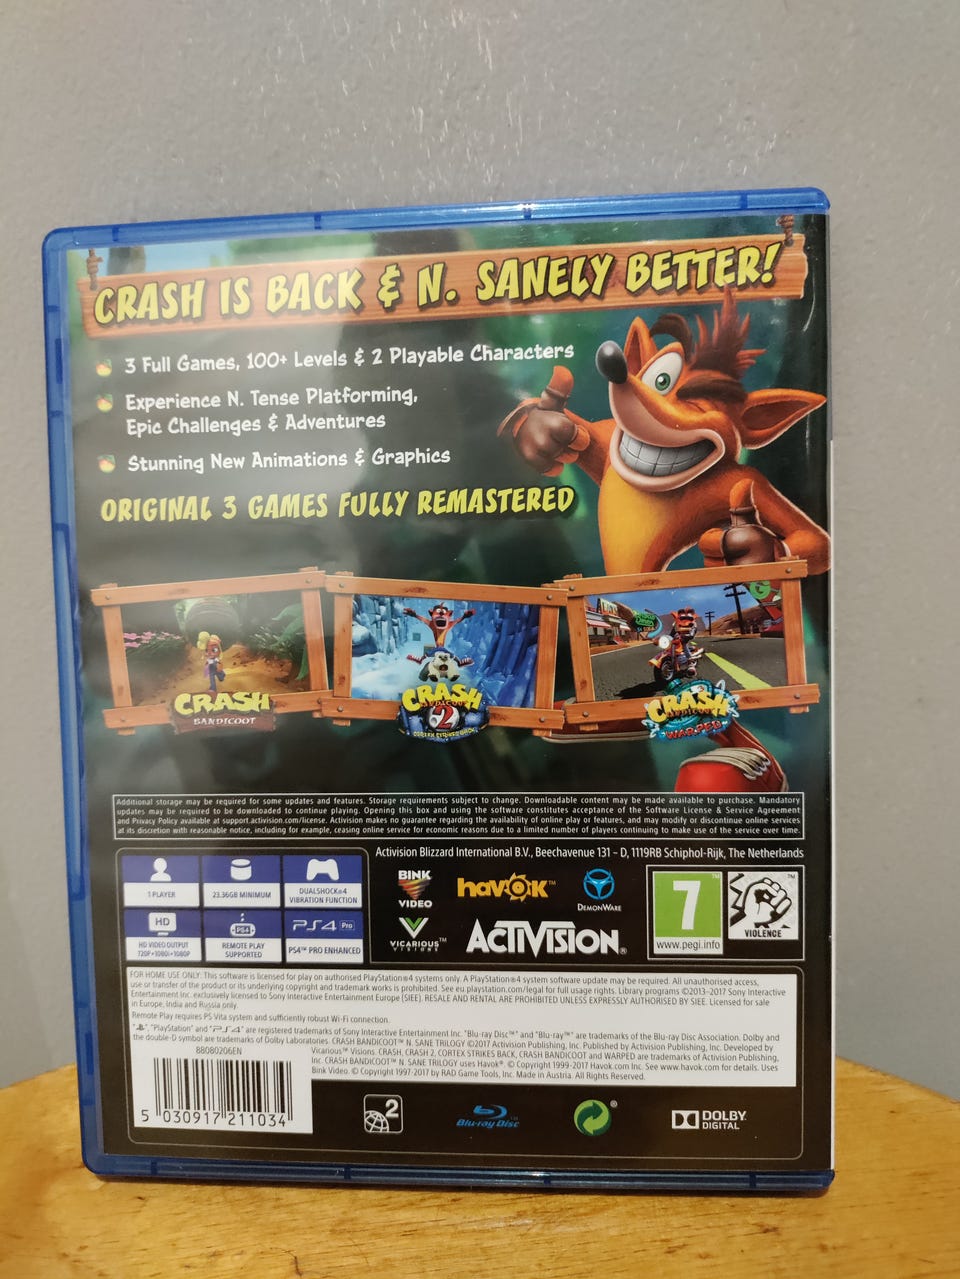 CRASH IS BACK & N. SANELY BETTER!
3 Full Games, 100+ Levels & 2 Playable Characters
Experience N. Tense Platforming,
Epic Challenges & Adventures
Stunning New Animations & Graphics
ORIGINAL 3 GAMES FULLY REMASTERED
CRASH
BANDICOOT
CRASH
BANDICOOT
2
CORTEX STRIKES BACK
CRASH
BANDICOOT
WARPED
Additional storage may be required for some updates and features. Storage requirements subject to change. Downloadable content may be made available to purchase. Mandatory
updates may be required to be downloaded to continue playing. Opening this box and using the software constitutes acceptance of the Software License & Service Agreement
and Privacy Policy available at support.activision.com/license. Activision makes no guarantee regarding the availability of online play or features, and may modify or discontinue online services
at its discretion with reasonable notice, including for example, ceasing online service for economic reasons due to a limited number of players continuing to make use of the service over time.
Activision Blizzard International B.V., Beechavenue 131 – D, 1119RB Schiphol-Rijk, The Netherlands
1 PLAYER
23.36GB MINIMUM
DUALSHOCK®4
VIBRATION FUNCTION
HD
HD VIDEO OUTPUT
720P•1080i•1080P
PS4
REMOTE PLAY
SUPPORTED
PS4 Pro
PS4™ PRO ENHANCED
BINK
VIDEO
havok™
DEMONWARE
VICARIOUS™
VISIONS
ACTIVISION®
7
www.pegi.info
VIOLENCE
FOR HOME USE ONLY: This software is licensed for play on authorised PlayStation®4 systems only. A PlayStation®4 system software update may be required. All unauthorised access,
use or transfer of the product or its underlying copyright and trademark works is prohibited. See eu.playstation.com/legal for full usage rights. Library programs ©2013–2017 Sony Interactive
Entertainment Inc. exclusively licensed to Sony Interactive Entertainment Europe (SIEE). RESALE AND RENTAL ARE PROHIBITED UNLESS EXPRESSLY AUTHORISED BY SIEE. Licensed for sale
in Europe, India and Russia only.
Remote Play requires PS Vita system and sufficiently robust Wi-Fi connection.
"PlayStation" and "PS4" are registered trademarks of Sony Interactive Entertainment Inc. "Blu-ray Disc™" and "Blu-ray™" are trademarks of the Blu-ray Disc Association. Dolby and
the double-D symbol are trademarks of Dolby Laboratories. CRASH BANDICOOT™ N. SANE TRILOGY ©2017 Activision Publishing, Inc. Published by Activision Publishing, Inc. Developed by
Vicarious™ Visions. CRASH, CRASH 2, CORTEX STRIKES BACK, CRASH BANDICOOT and WARPED are trademarks of Activision Publishing,
Inc. CRASH BANDICOOT™ N. SANE TRILOGY uses Havok®. © Copyright 1999-2017 Havok.com Inc. See www.havok.com for details. Uses
Bink Video. © Copyright 1997-2017 by RAD Game Tools, Inc. Made in Austria. All Rights Reserved.
88080206EN
5 030917 211034
2
Blu-ray Disc
DOLBY
DIGITAL